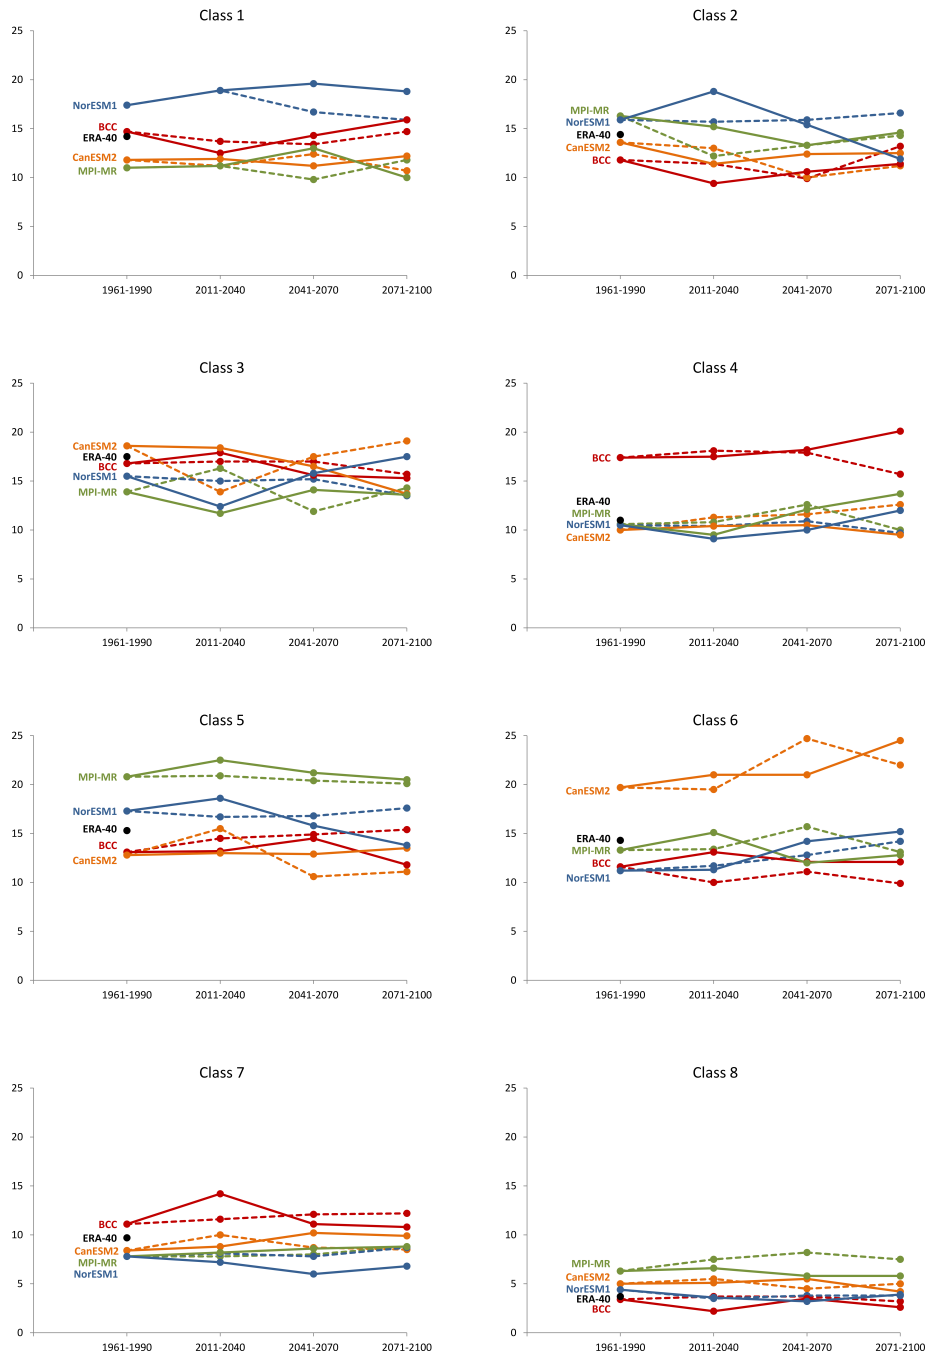 Class 1
25
20
15
10
5
0
NorESM1
BCC
ERA-40
CanESM2
MPI-MR
1961-1990 2011-2040 2041-2070 2071-2100
Class 2
25
20
15
10
5
0
MPI-MR
NorESM1
ERA-40
CanESM2
BCC
1961-1990 2011-2040 2041-2070 2071-2100
Class 3
25
20
15
10
5
0
CanESM2
ERA-40
BCC
NorESM1
MPI-MR
1961-1990 2011-2040 2041-2070 2071-2100
Class 4
25
20
15
10
5
0
BCC
ERA-40
MPI-MR
NorESM1
CanESM2
1961-1990 2011-2040 2041-2070 2071-2100
Class 5
25
20
15
10
5
0
MPI-MR
NorESM1
ERA-40
BCC
CanESM2
1961-1990 2011-2040 2041-2070 2071-2100
Class 6
25
20
15
10
5
0
CanESM2
ERA-40
MPI-MR
BCC
NorESM1
1961-1990 2011-2040 2041-2070 2071-2100
Class 7
25
20
15
10
5
0
BCC
ERA-40
CanESM2
MPI-MR
NorESM1
1961-1990 2011-2040 2041-2070 2071-2100
Class 8
25
20
15
10
5
0
MPI-MR
CanESM2
NorESM1
ERA-40
BCC
1961-1990 2011-2040 2041-2070 2071-2100